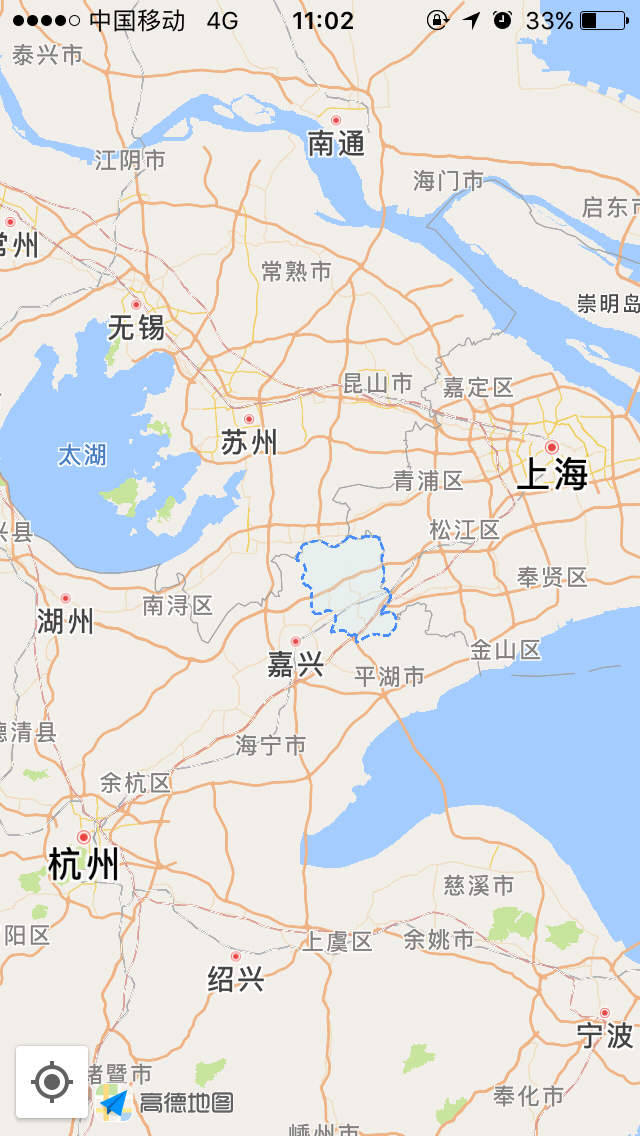 中国移动 4G 11:02 33%
泰兴市
南通
江阴市
海门市
启东市
常州
常熟市
崇明岛
无锡
昆山市
嘉定区
苏州
太湖
上海
青浦区
松江区
兴县
奉贤区
南浔区
湖州
金山区
嘉兴
平湖市
德清县
海宁市
余杭区
杭州
慈溪市
阳区
上虞区
余姚市
绍兴
宁波
诸暨市
高德地图
奉化市
嵊州市